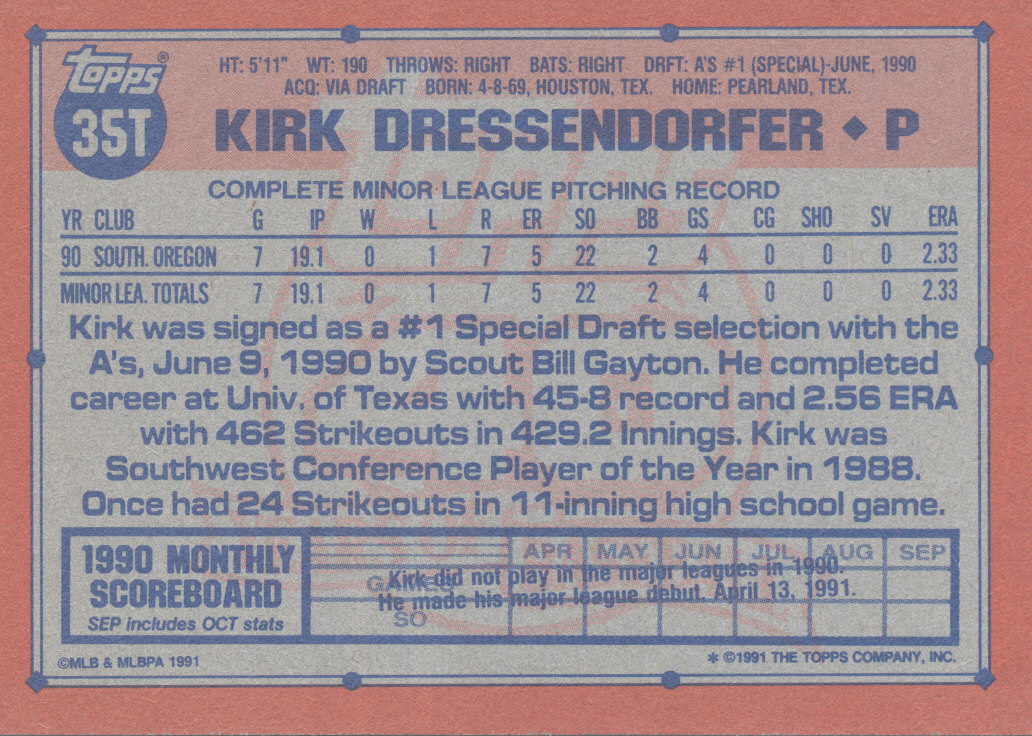 topps®
35T
HT: 5'11" WT: 190 THROWS: RIGHT BATS: RIGHT DRFT: A'S #1 (SPECIAL)-JUNE, 1990
ACQ: VIA DRAFT BORN: 4-8-69, HOUSTON, TEX. HOME: PEARLAND, TEX.
KIRK DRESSENDORFER ◆ P
COMPLETE MINOR LEAGUE PITCHING RECORD
YR CLUB G IP W L R ER SO BB GS CG SHO SV ERA
90 SOUTH. OREGON 7 19.1 0 1 7 5 22 2 4 0 0 0 2.33
MINOR LEA. TOTALS 7 19.1 0 1 7 5 22 2 4 0 0 0 2.33
Kirk was signed as a #1 Special Draft selection with the
A's, June 9, 1990 by Scout Bill Gayton. He completed
career at Univ. of Texas with 45-8 record and 2.56 ERA
with 462 Strikeouts in 429.2 Innings. Kirk was
Southwest Conference Player of the Year in 1988.
Once had 24 Strikeouts in 11-inning high school game.
1990 MONTHLY
SCOREBOARD
SEP includes OCT stats
APR MAY JUN JUL AUG SEP
GAMES
SO
Kirk did not play in the major leagues in 1990.
He made his major league debut, April 13, 1991.
©MLB & MLBPA 1991
* ©1991 THE TOPPS COMPANY, INC.